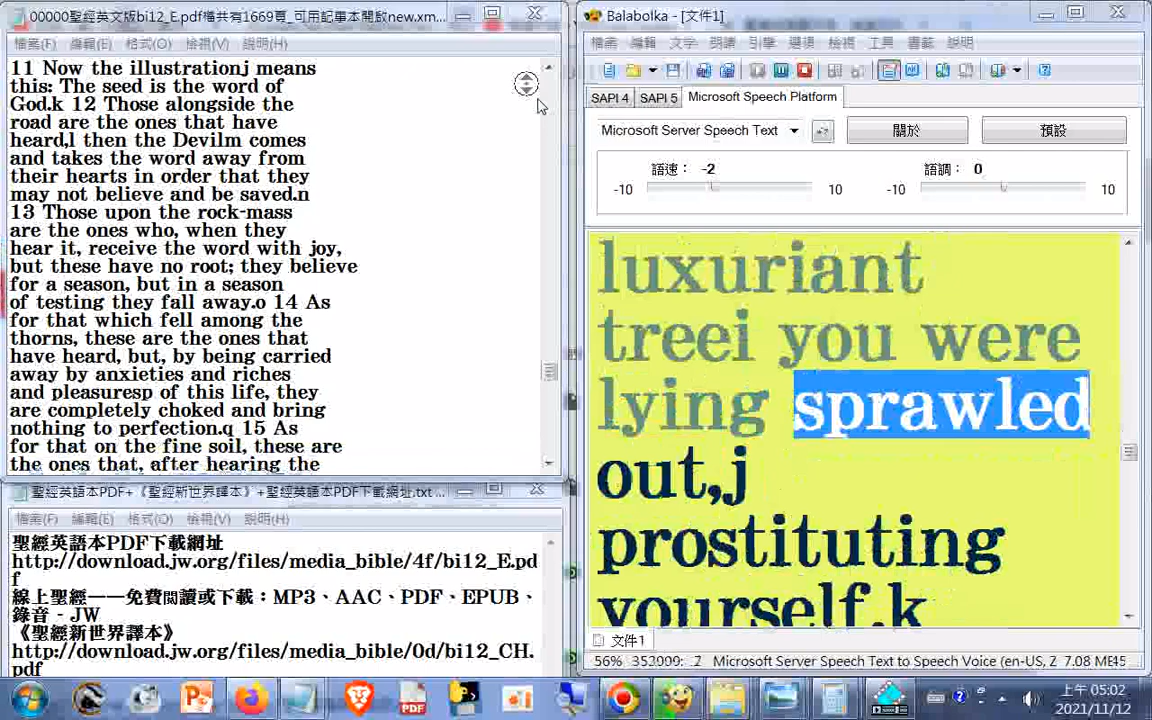 00000聖經英文版bi12_E.pdf檔共有1669頁_可用記事本開啟new.xm...
檔案(F) 編輯(E) 格式(O) 檢視(V) 說明(H)
11 Now the illustrationj means
this: The seed is the word of
God.k 12 Those alongside the
road are the ones that have
heard,l then the Devilm comes
and takes the word away from
their hearts in order that they
may not believe and be saved.n
13 Those upon the rock-mass
are the ones who, when they
hear it, receive the word with joy,
but these have no root; they believe
for a season, but in a season
of testing they fall away.o 14 As
for that which fell among the
thorns, these are the ones that
have heard, but, by being carried
away by anxieties and riches
and pleasuresp of this life, they
are completely choked and bring
nothing to perfection.q 15 As
for that on the fine soil, these are
the ones that, after hearing the
聖經英語本PDF+《聖經新世界譯本》+聖經英語本PDF下載網址.txt ...
檔案(F) 編輯(E) 格式(O) 檢視(V) 說明(H)
聖經英語本PDF下載網址
http://download.jw.org/files/media_bible/4f/bi12_E.pd
f
線上聖經——免費閱讀或下載：MP3、AAC、PDF、EPUB、
錄音 - JW
《聖經新世界譯本》
http://download.jw.org/files/media_bible/0d/bi12_CH.
pdf
Balabolka - [文件1]
檔案 編輯 文字 朗讀 引擎 選項 檢視 工具 書籤 說明
SAPI 4 SAPI 5 Microsoft Speech Platform
Microsoft Server Speech Text 關於 預設
語速： -2 語調： 0
-10 10 -10 10
luxuriant
treei you were
lying sprawled
out,j
prostituting
yourself.k
文件1
56% Microsoft Server Speech Text to Speech Voice (en-US, Z 7.08 ME45
上午 05:02
2021/11/12